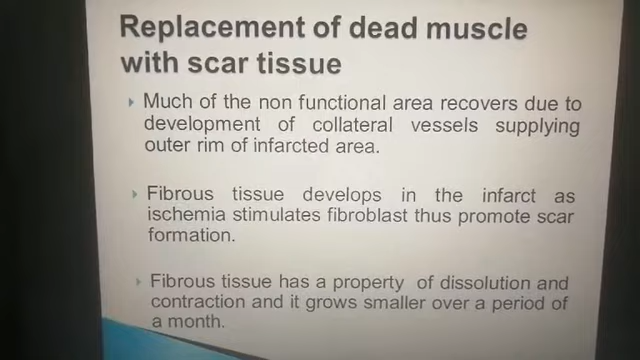 Replacement of dead muscle
with scar tissue
Much of the non functional area recovers due to
development of collateral vessels supplying
outer rim of infarcted area.
Fibrous tissue develops in the infarct as
ischemia stimulates fibroblast thus promote scar
formation.
Fibrous tissue has a property of dissolution and
contraction and it grows smaller over a period of
a month.